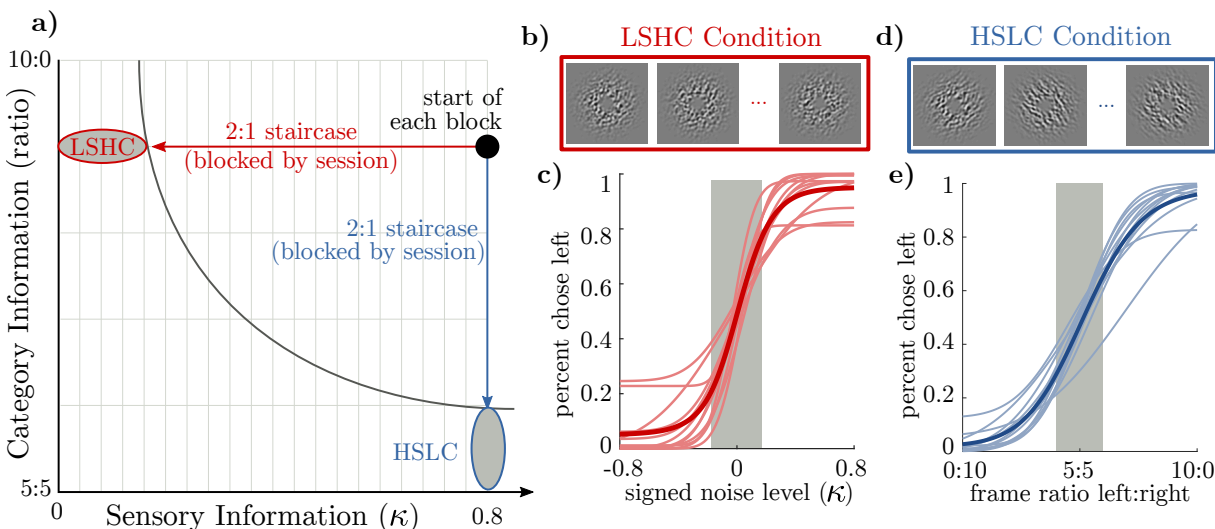 a)
10:0
Category Information (ratio)
5:5
0
Sensory Information (κ)
0.8
LSHC
2:1 staircase
(blocked by session)
start of
each block
2:1 staircase
(blocked by session)
HSLC
b)
LSHC Condition
...
c)
percent chose left
1
0.8
0.6
0.4
0.2
0
-0.8
0
0.8
signed noise level (κ)
d)
HSLC Condition
...
e)
percent chose left
1
0.8
0.6
0.4
0.2
0
0:10
5:5
10:0
frame ratio left:right